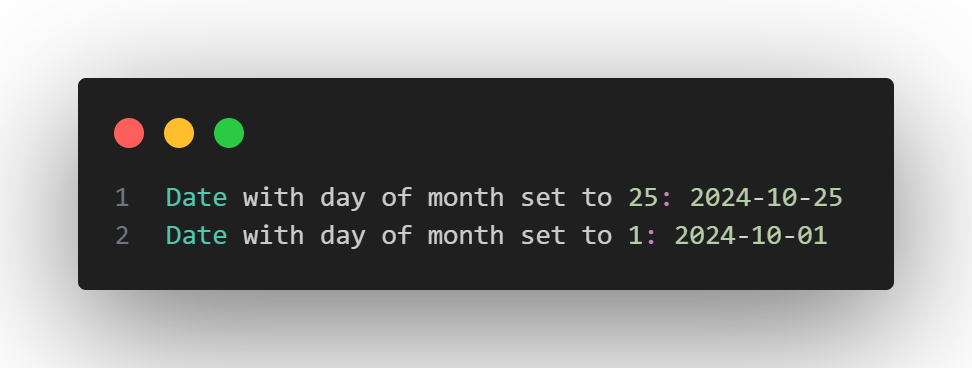 1 Date with day of month set to 25: 2024-10-25
2 Date with day of month set to 1: 2024-10-01